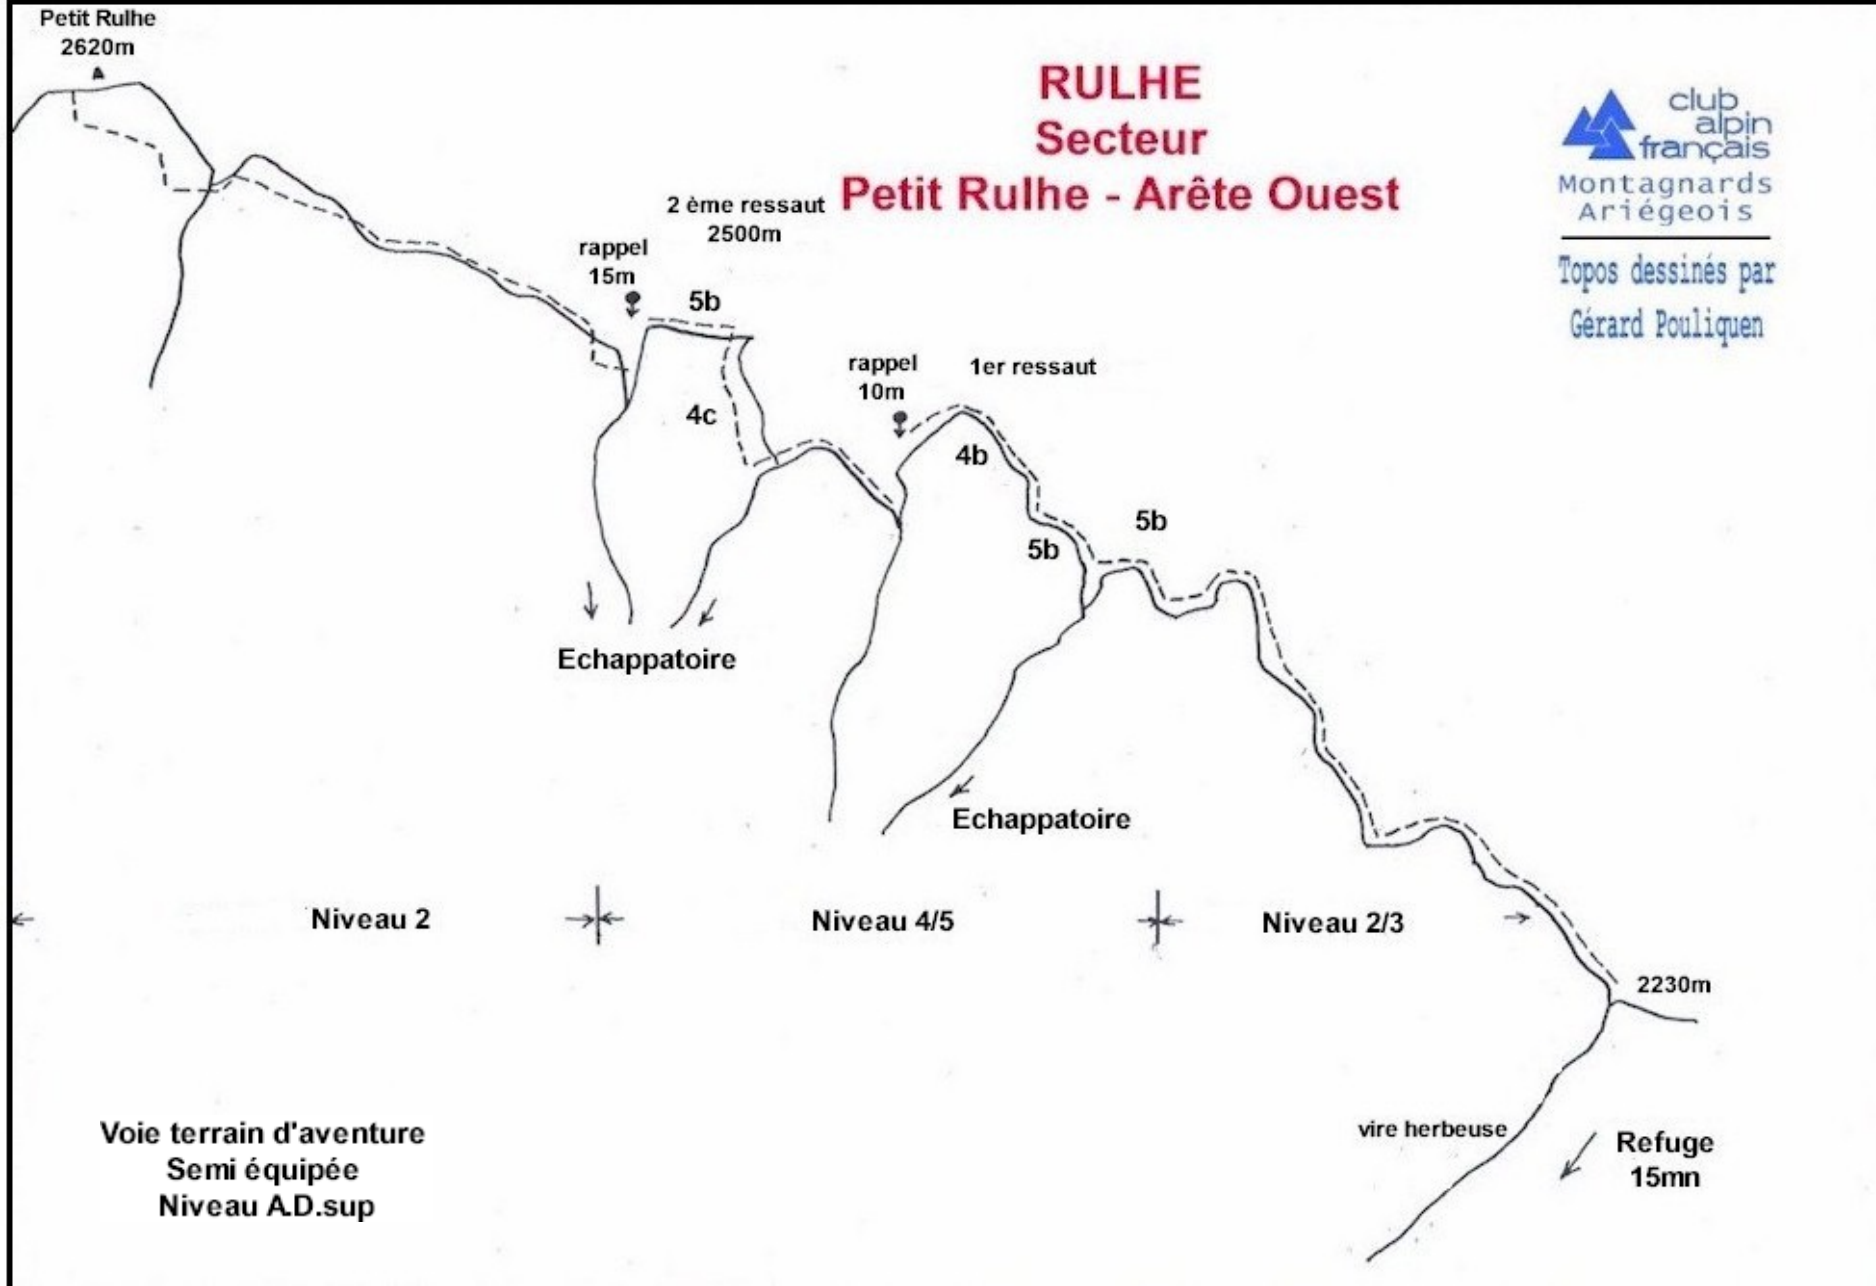 Petit Rulhe
2620m
RULHE
Secteur
Petit Rulhe - Arête Ouest
club
alpin
français
Montagnards
Ariégeois
Topos dessinés par
Gérard Pouliquen
2 ème ressaut
2500m
rappel
15m
5b
4c
rappel
10m
1er ressaut
4b
5b
5b
Echappatoire
Echappatoire
Niveau 2
Niveau 4/5
Niveau 2/3
2230m
vire herbeuse
Refuge
15mn
Voie terrain d'aventure
Semi équipée
Niveau A.D.sup